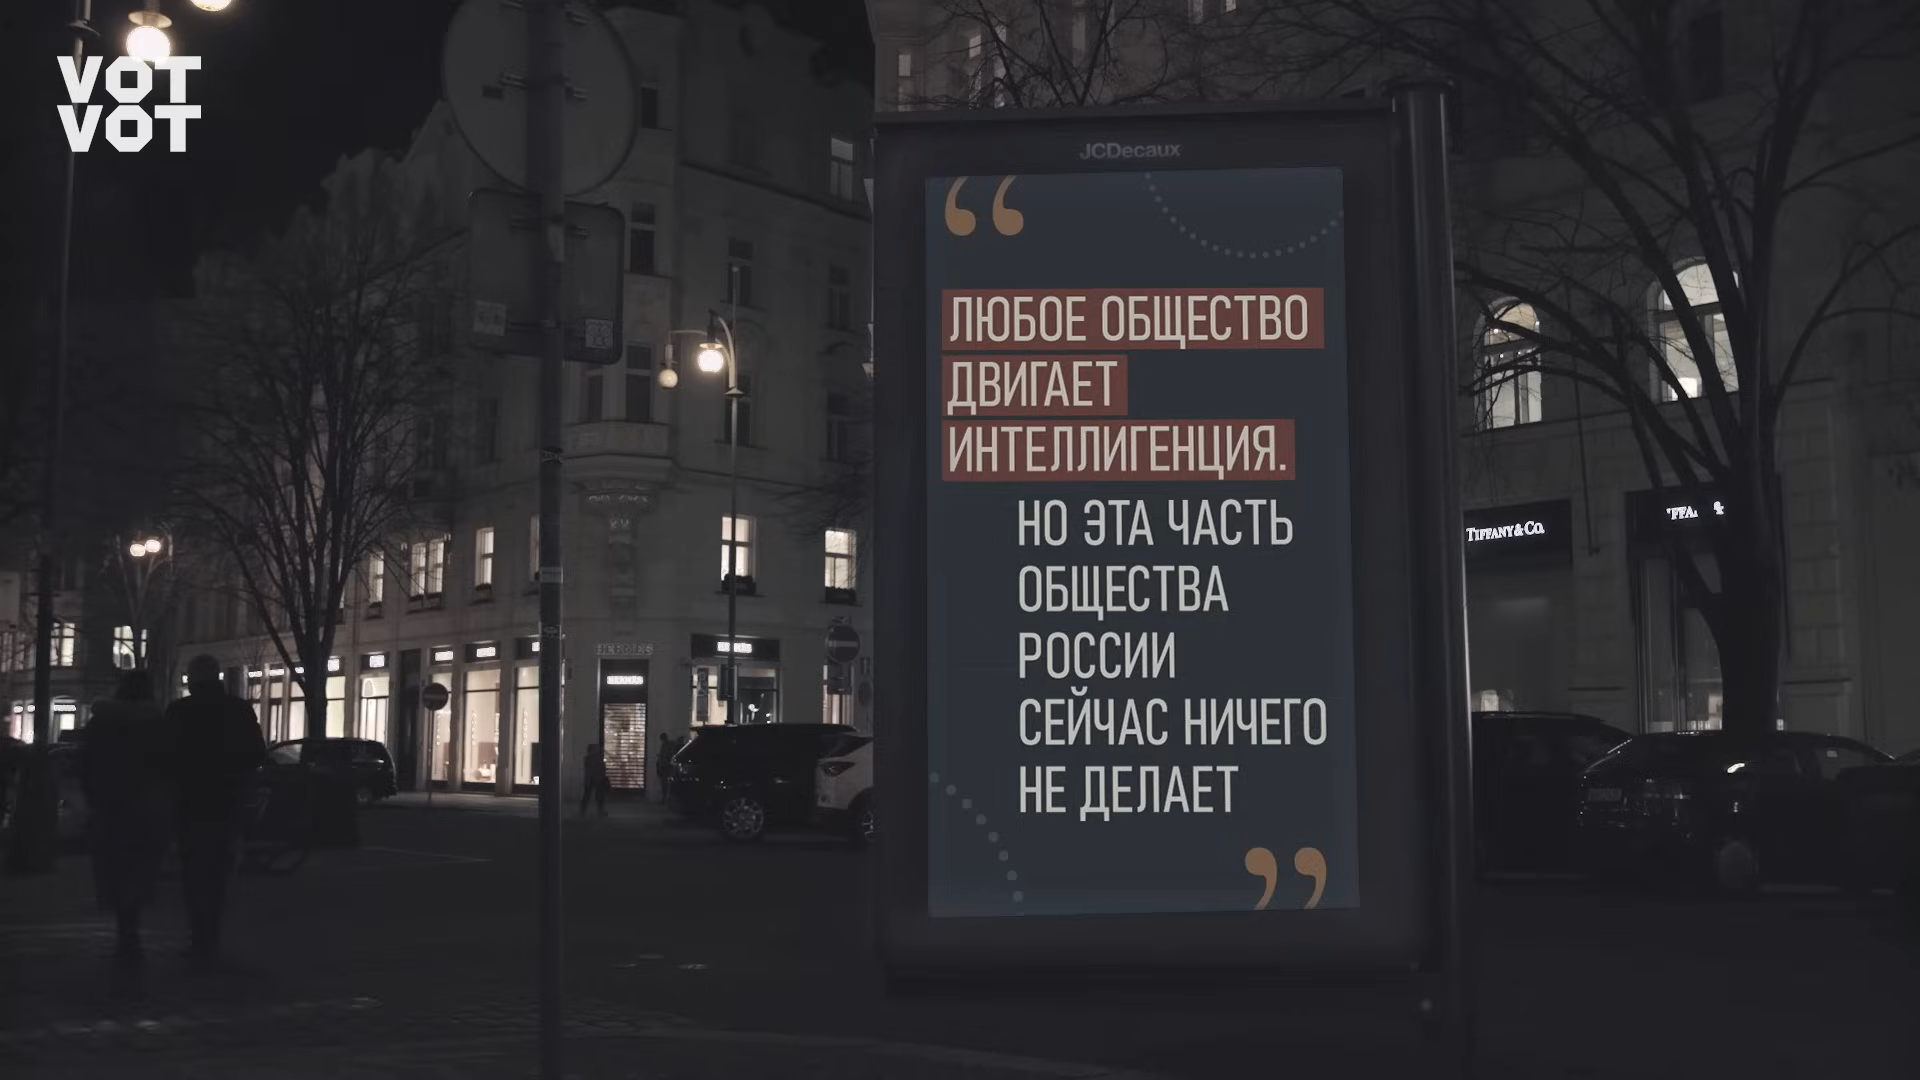 VOT
VOT
JCDecaux
“
ЛЮБОЕ ОБЩЕСТВО
ДВИГАЕТ
ИНТЕЛЛИГЕНЦИЯ.
НО ЭТА ЧАСТЬ
ОБЩЕСТВА
РОССИИ
СЕЙЧАС НИЧЕГО
НЕ ДЕЛАЕТ
”
TIFFANY & CO.
HERMÈS